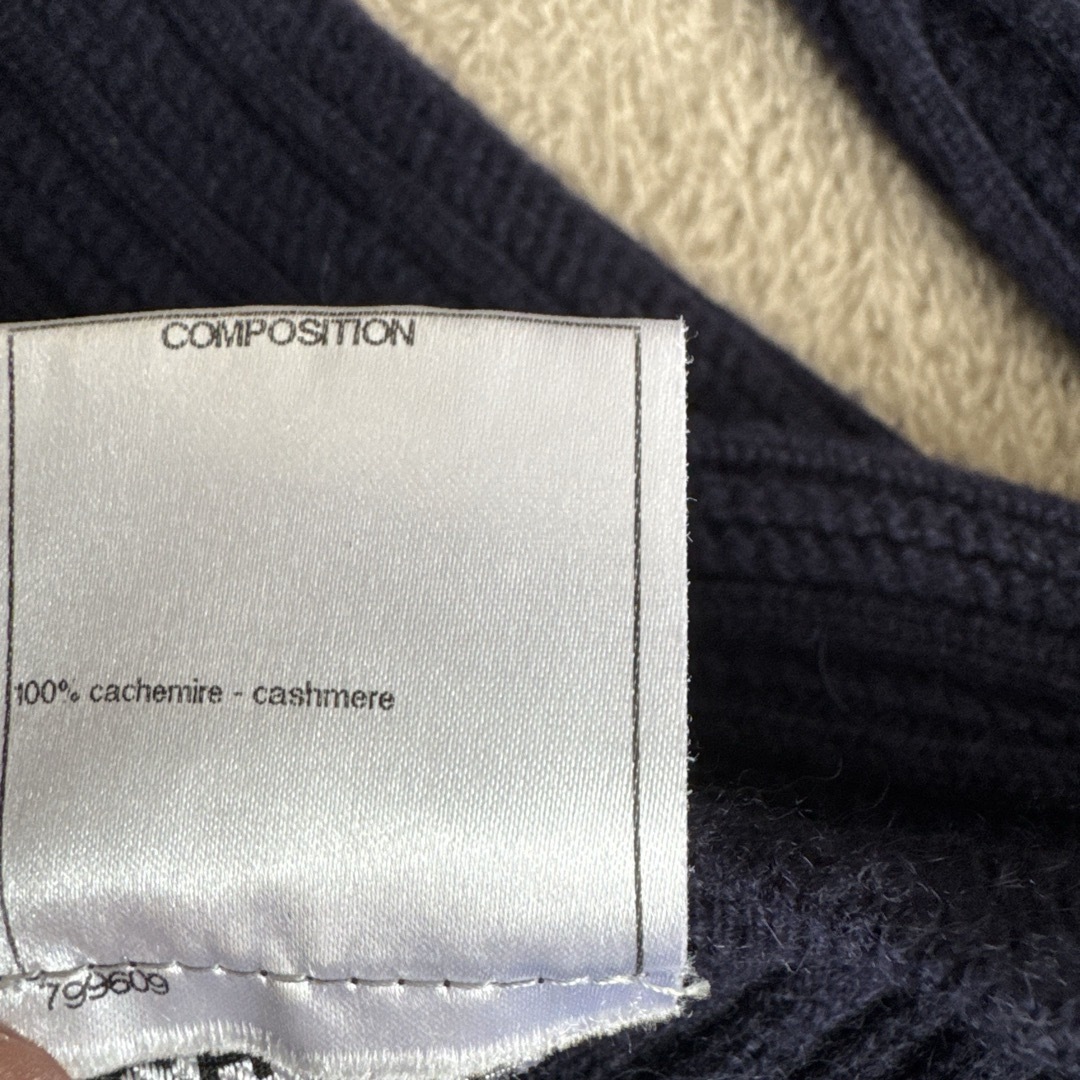 COMPOSITION
100% cachemire - cashmere
799609